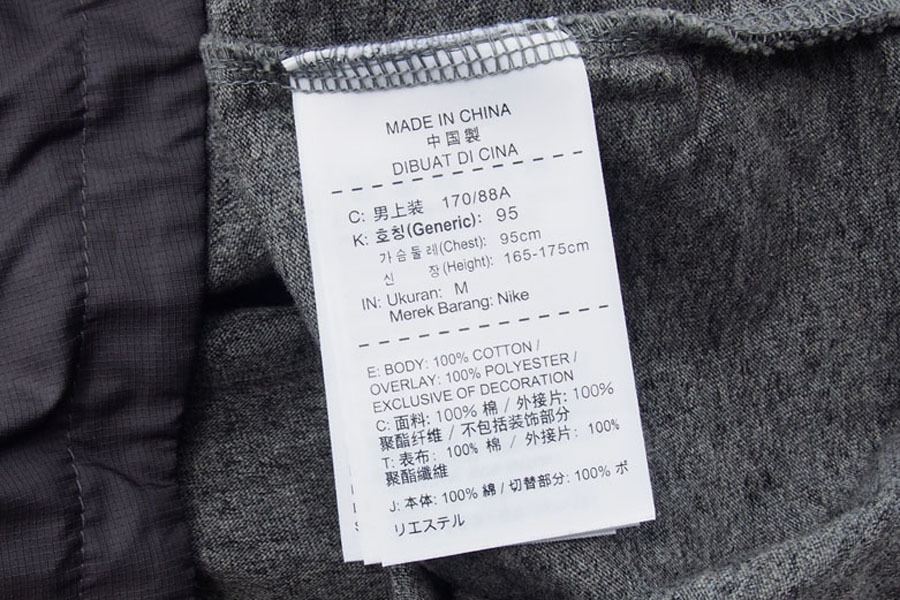 MADE IN CHINA
中国製
DIBUAT DI CINA
C: 男上装 170/88A
K: 호칭(Generic): 95
가슴둘레(Chest): 95cm
신 장(Height): 165-175cm
IN: Ukuran: M
Merek Barang: Nike
E: BODY: 100% COTTON /
OVERLAY: 100% POLYESTER /
EXCLUSIVE OF DECORATION
C: 面料: 100% 棉 / 外接片: 100%
聚酯纤维 / 不包括装饰部分
T: 表布: 100% 棉 / 外接片: 100%
聚酯纖維
J: 本体: 100% 綿 / 切替部分: 100% ポ
リエステル